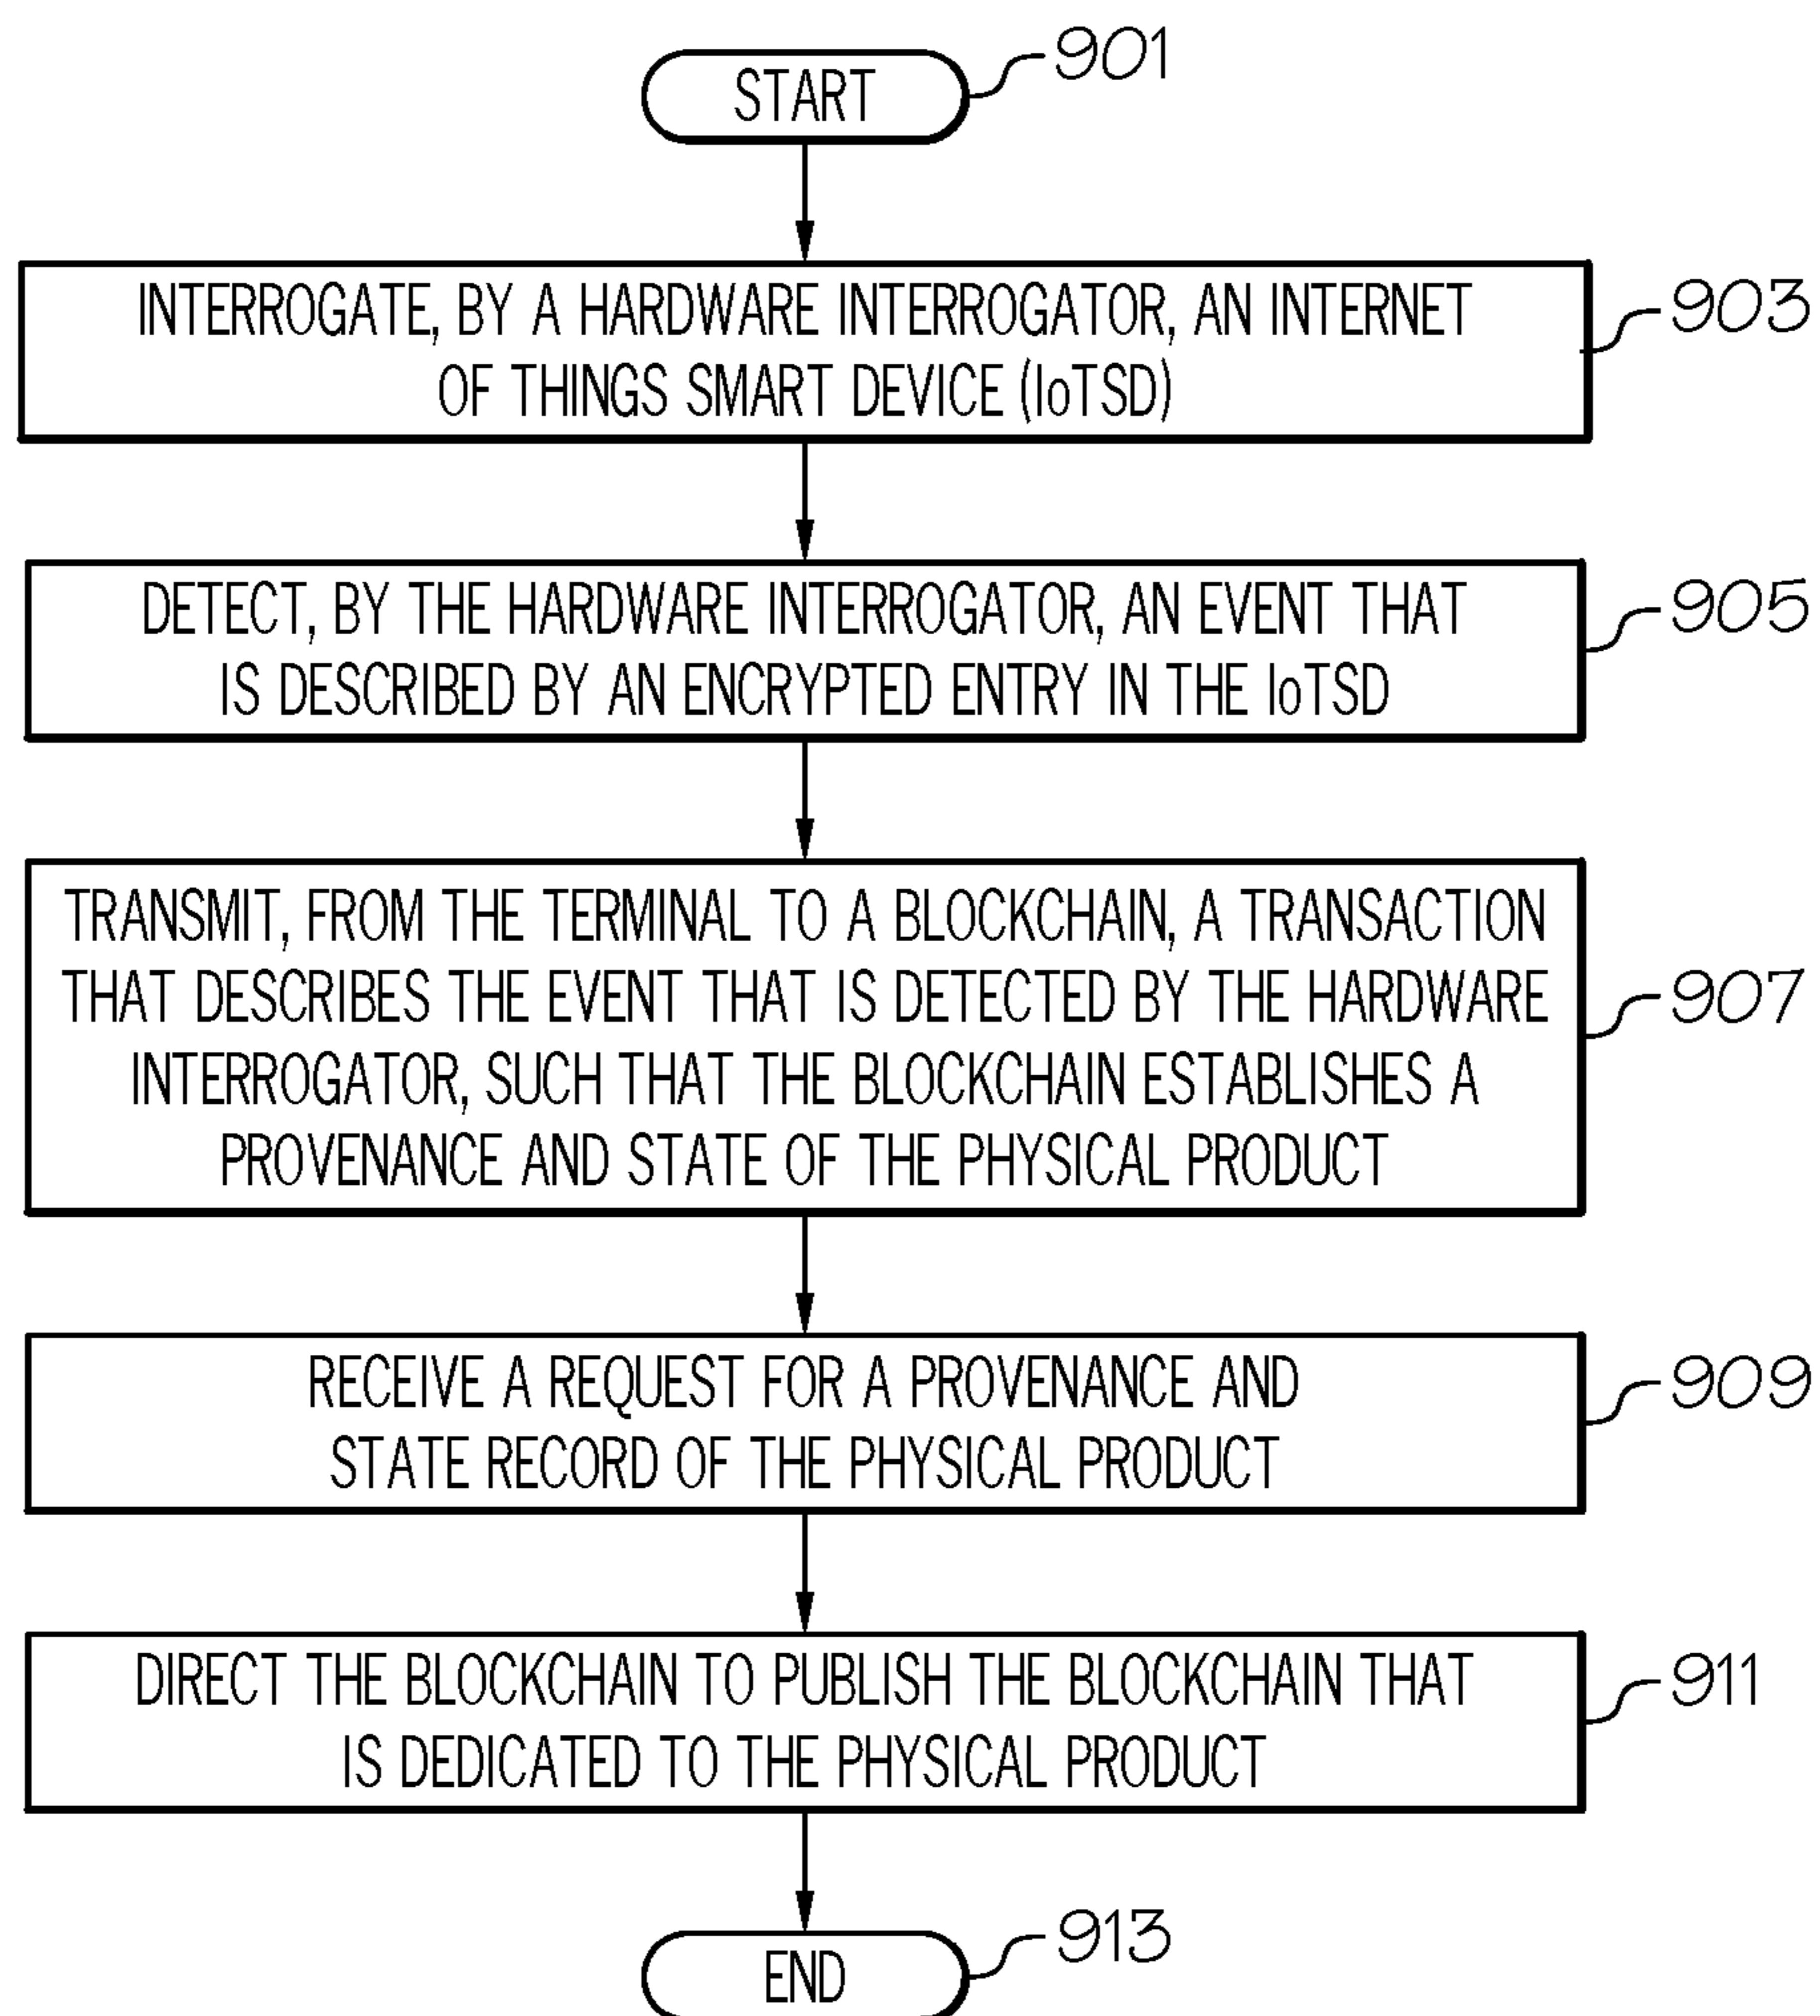 START
901
INTERROGATE, BY A HARDWARE INTERROGATOR, AN INTERNET
OF THINGS SMART DEVICE (IoTSD)
903
DETECT, BY THE HARDWARE INTERROGATOR, AN EVENT THAT
IS DESCRIBED BY AN ENCRYPTED ENTRY IN THE IoTSD
905
TRANSMIT, FROM THE TERMINAL TO A BLOCKCHAIN, A TRANSACTION
THAT DESCRIBES THE EVENT THAT IS DETECTED BY THE HARDWARE
INTERROGATOR, SUCH THAT THE BLOCKCHAIN ESTABLISHES A
PROVENANCE AND STATE OF THE PHYSICAL PRODUCT
907
RECEIVE A REQUEST FOR A PROVENANCE AND
STATE RECORD OF THE PHYSICAL PRODUCT
909
DIRECT THE BLOCKCHAIN TO PUBLISH THE BLOCKCHAIN THAT
IS DEDICATED TO THE PHYSICAL PRODUCT
911
END
913